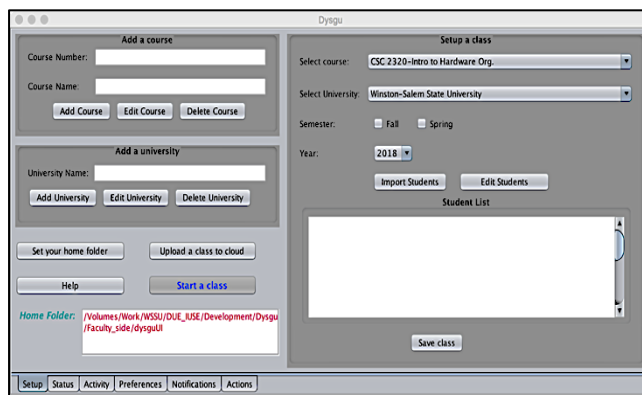 Dysgu
Add a course
Course Number:
Course Name:
Add Course Edit Course Delete Course
Add a university
University Name:
Add University Edit University Delete University
Set your home folder Upload a class to cloud
Help Start a class
Home Folder: /Volumes/Work/WSSU/DUE_IUSE/Development/Dysgu
/Faculty_side/dysguUI
Setup a class
Select course: CSC 2320-Intro to Hardware Org.
Select University: Winston-Salem State University
Semester: Fall Spring
Year: 2018
Import Students Edit Students
Student List
Save class
Setup Status Activity Preferences Notifications Actions